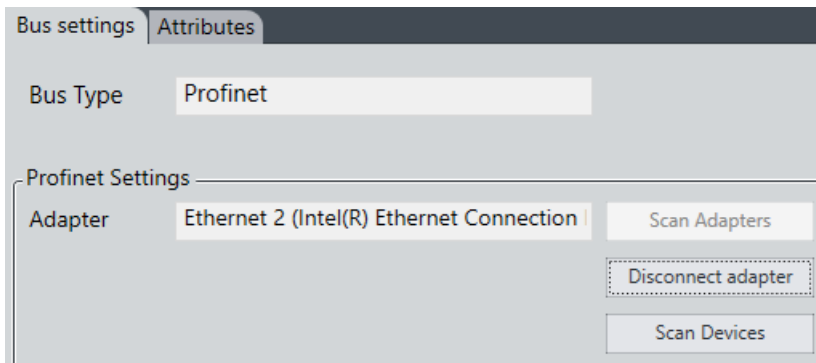 Bus settings Attributes
Bus Type Profinet
Profinet Settings
Adapter Ethernet 2 (Intel(R) Ethernet Connection Scan Adapters
Disconnect adapter
Scan Devices